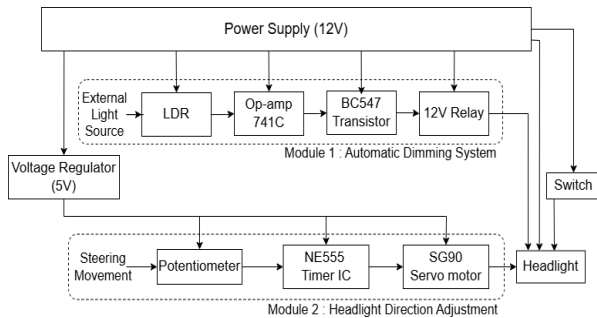 Power Supply (12V)
External
Light
Source
LDR
Op-amp
741C
BC547
Transistor
12V Relay
Module 1 : Automatic Dimming System
Voltage Regulator
(5V)
Switch
Steering
Movement
Potentiometer
NE555
Timer IC
SG90
Servo motor
Headlight
Module 2 : Headlight Direction Adjustment